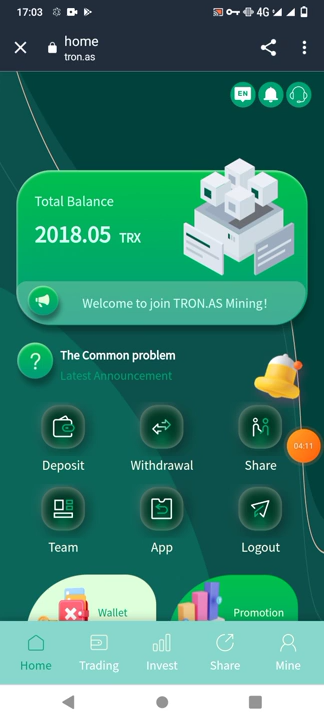 17:03
4G
home
tron.as
EN
Total Balance
2018.05 TRX
Welcome to join TRON.AS Mining!
?
The Common problem
Latest Announcement
04:11
Deposit
Withdrawal
Share
Team
App
Logout
Wallet
Promotion
Home
Trading
Invest
Share
Mine